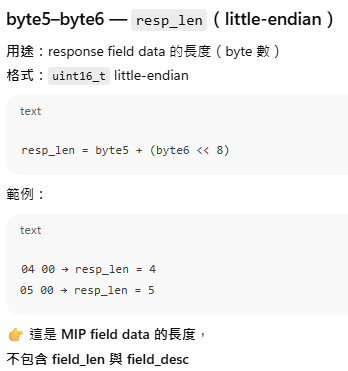 byte5–byte6 — resp_len（little-endian）
用途：response field data 的長度（byte 數）
格式：uint16_t little-endian
text
resp_len = byte5 + (byte6 << 8)
範例：
text
04 00 → resp_len = 4
05 00 → resp_len = 5
👉 這是 MIP field data 的長度，
不包含 field_len 與 field_desc